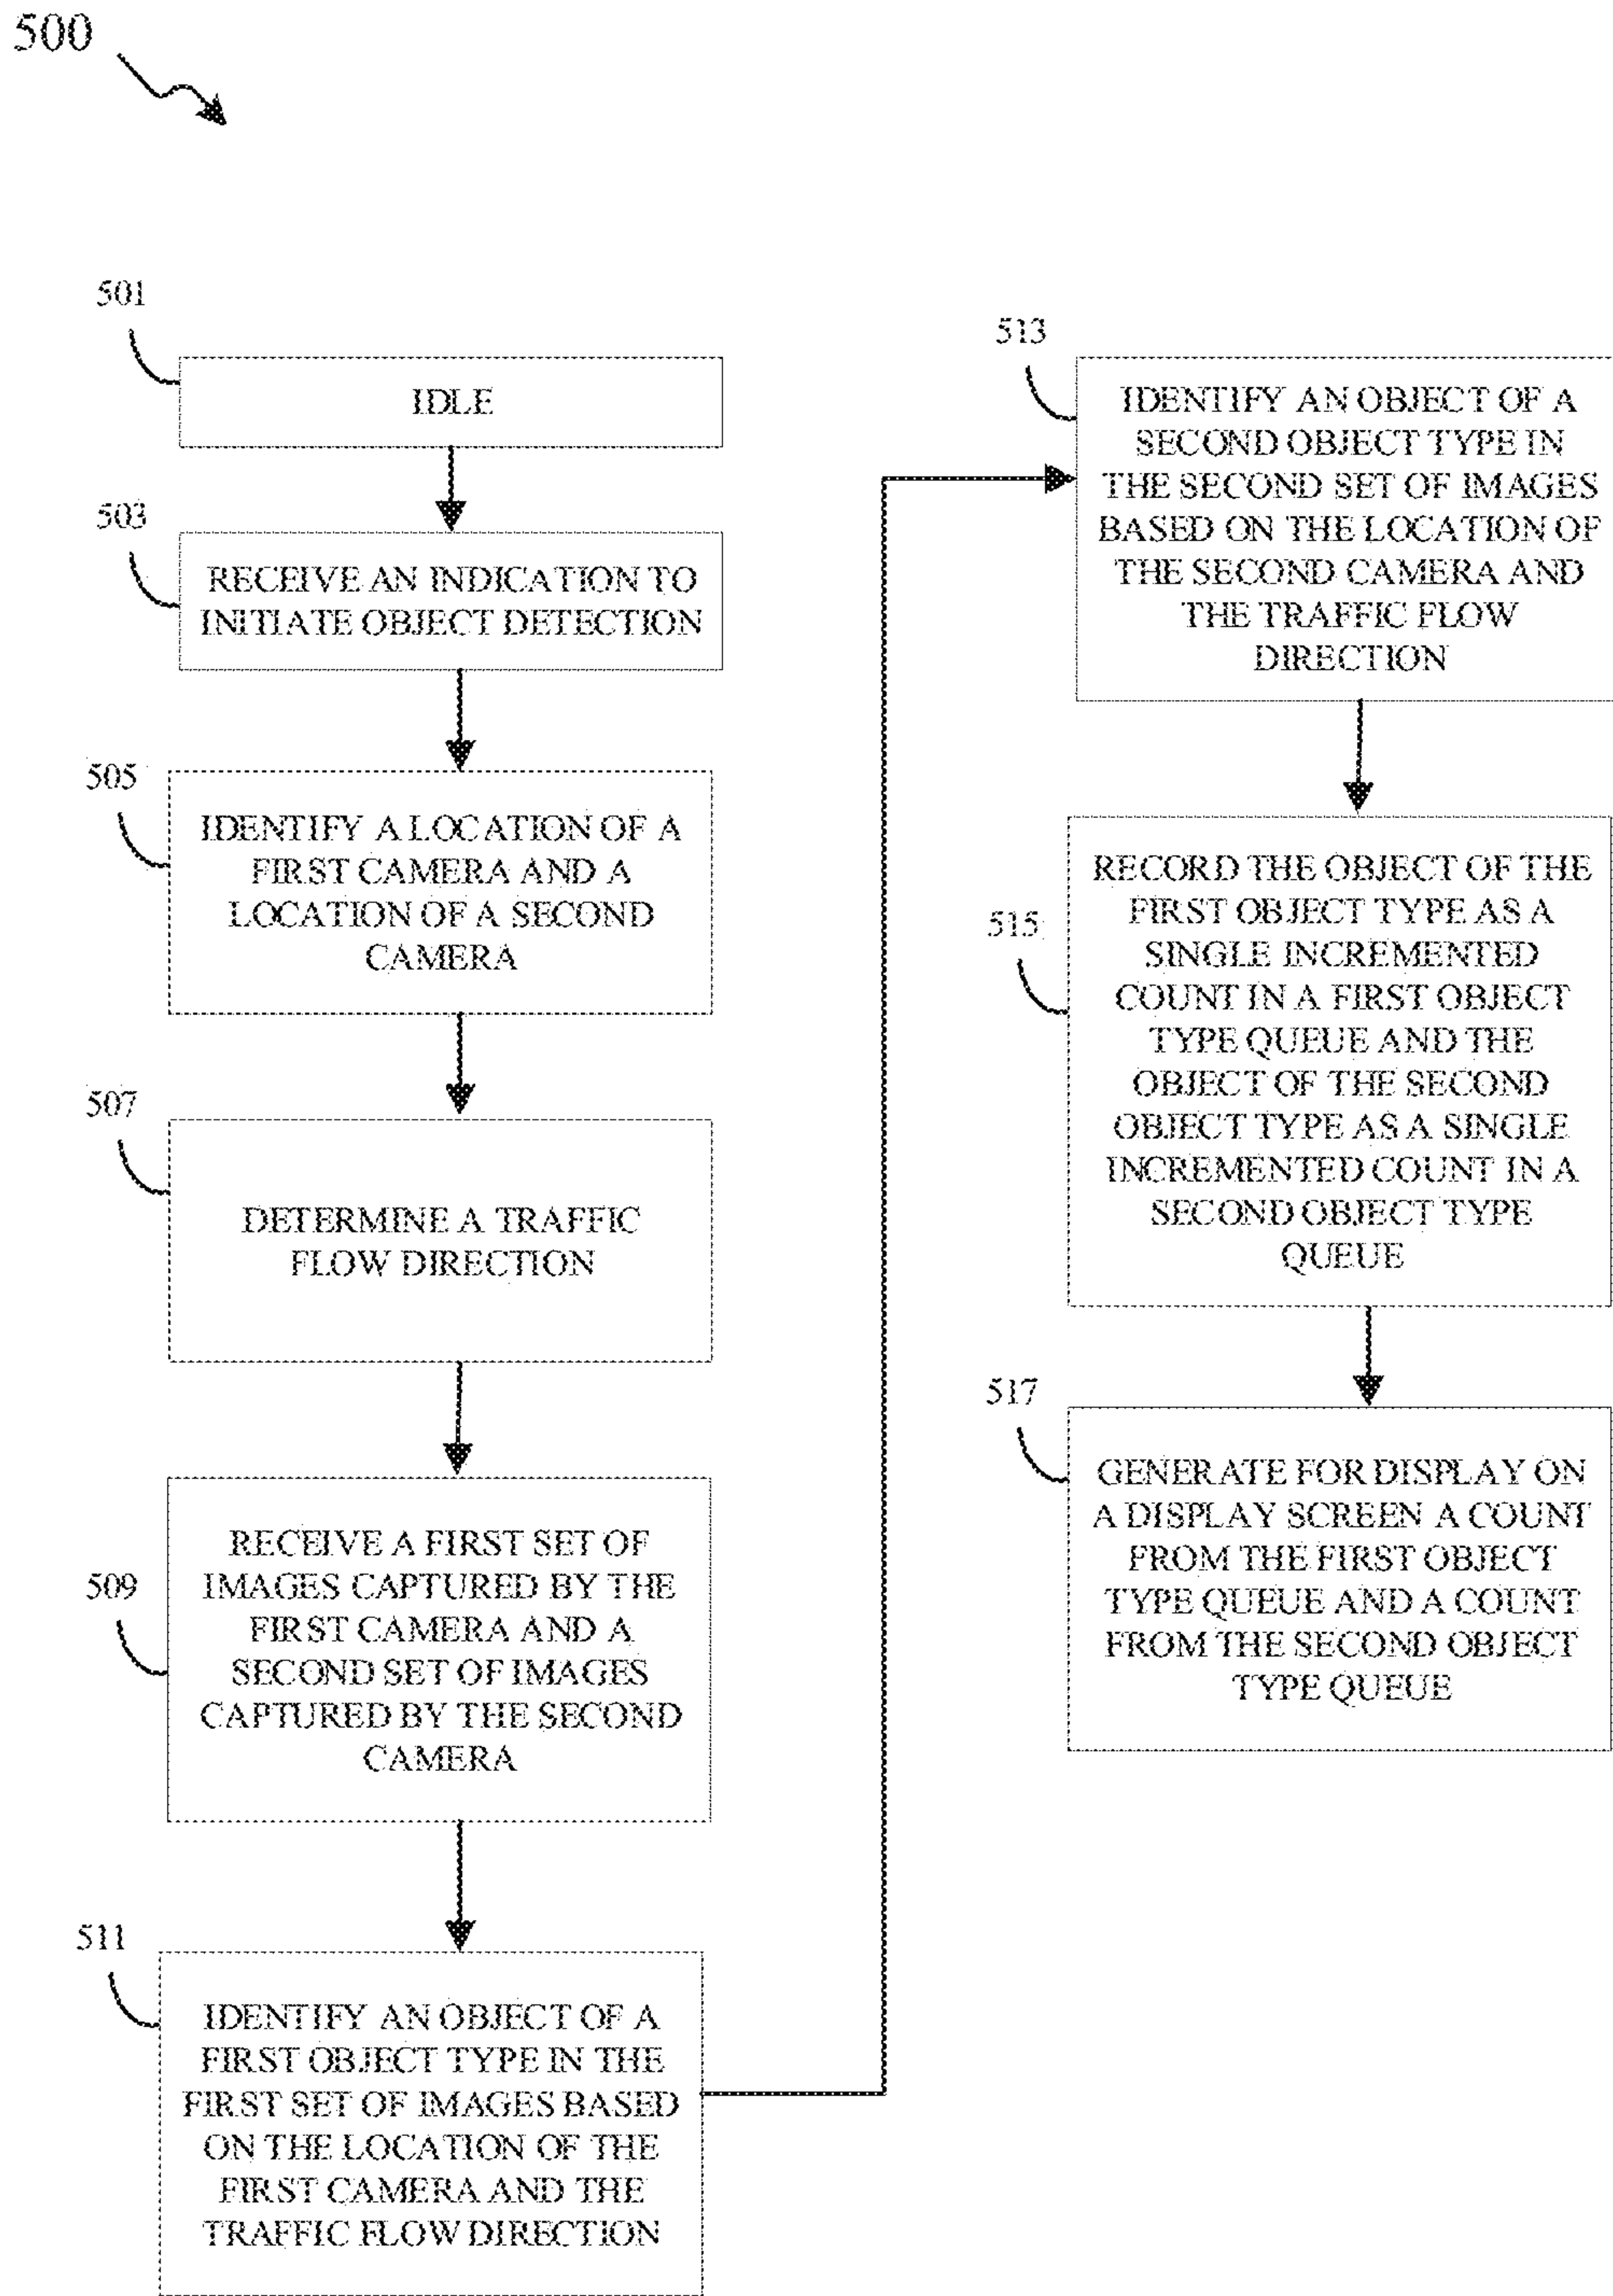 500
501
IDLE
503
RECEIVE AN INDICATION TO
INITIATE OBJECT DETECTION
505
IDENTIFY A LOCATION OF A
FIRST CAMERA AND A
LOCATION OF A SECOND
CAMERA
507
DETERMINE A TRAFFIC
FLOW DIRECTION
509
RECEIVE A FIRST SET OF
IMAGES CAPTURED BY THE
FIRST CAMERA AND A
SECOND SET OF IMAGES
CAPTURED BY THE SECOND
CAMERA
511
IDENTIFY AN OBJECT OF A
FIRST OBJECT TYPE IN THE
FIRST SET OF IMAGES BASED
ON THE LOCATION OF THE
FIRST CAMERA AND THE
TRAFFIC FLOW DIRECTION
513
IDENTIFY AN OBJECT OF A
SECOND OBJECT TYPE IN
THE SECOND SET OF IMAGES
BASED ON THE LOCATION OF
THE SECOND CAMERA AND
THE TRAFFIC FLOW
DIRECTION
515
RECORD THE OBJECT OF THE
FIRST OBJECT TYPE AS A
SINGLE INCREMENTED
COUNT IN A FIRST OBJECT
TYPE QUEUE AND THE
OBJECT OF THE SECOND
OBJECT TYPE AS A SINGLE
INCREMENTED COUNT IN A
SECOND OBJECT TYPE
QUEUE
517
GENERATE FOR DISPLAY ON
A DISPLAY SCREEN A COUNT
FROM THE FIRST OBJECT
TYPE QUEUE AND A COUNT
FROM THE SECOND OBJECT
TYPE QUEUE